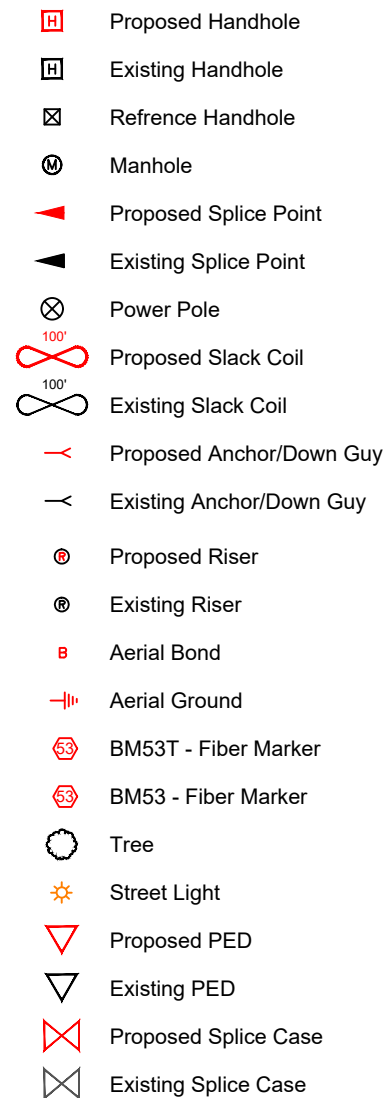 H Proposed Handhole
H Existing Handhole
Refrence Handhole
M Manhole
Proposed Splice Point
Existing Splice Point
Power Pole
100'
Proposed Slack Coil
100'
Existing Slack Coil
Proposed Anchor/Down Guy
Existing Anchor/Down Guy
R Proposed Riser
R Existing Riser
B Aerial Bond
Aerial Ground
53 BM53T - Fiber Marker
53 BM53 - Fiber Marker
Tree
Street Light
Proposed PED
Existing PED
Proposed Splice Case
Existing Splice Case